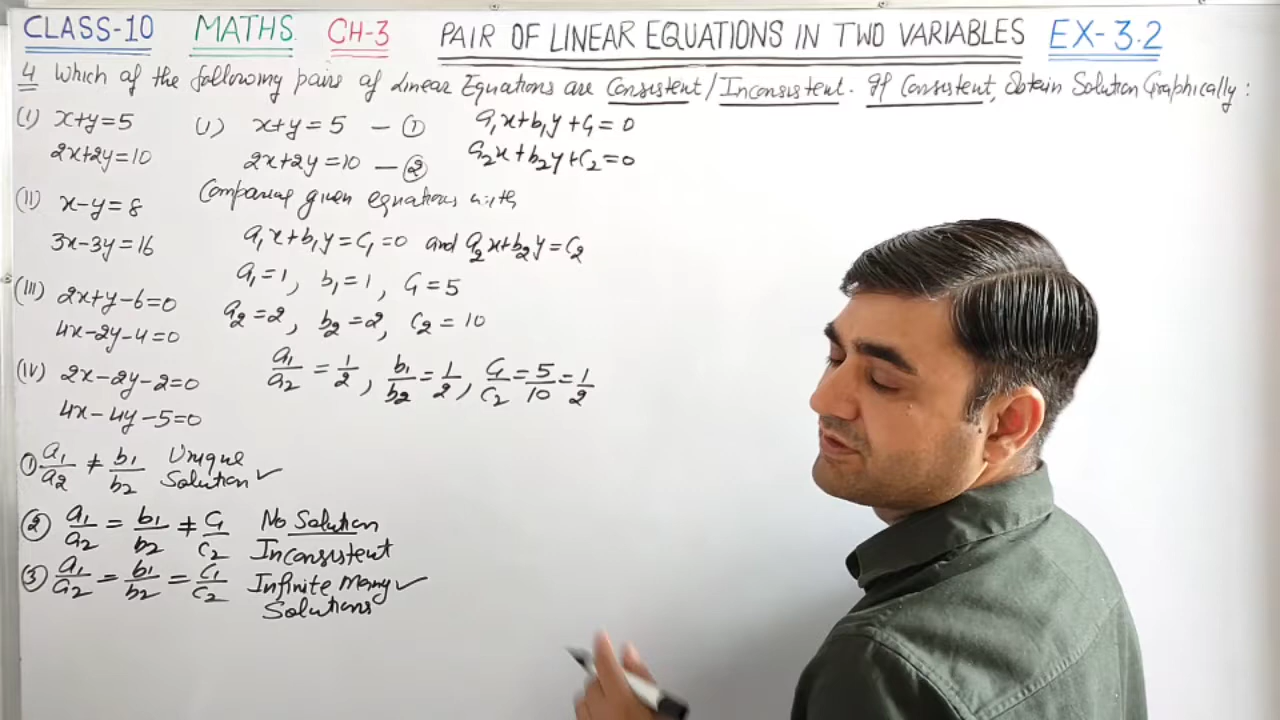 CLASS-10 MATHS CH-3 PAIR OF LINEAR EQUATIONS IN TWO VARIABLES EX-3.2
4 Which of the following pairs of Linear Equations are Consistent/Inconsistent. If Consistent, Obtain Solution Graphically:
(I) x+y=5
2x+2y=10
(II) x-y=8
3x-3y=16
(III) 2x+y-6=0
4x-2y-4=0
(IV) 2x-2y-2=0
4x-4y-5=0
① a₁/a₂ ≠ b₁/b₂ Unique Solution ✓
② a₁/a₂ = b₁/b₂ ≠ c₁/c₂ No Solution Inconsistent
③ a₁/a₂ = b₁/b₂ = c₁/c₂ Infinite Many Solutions ✓
(I) x+y=5 — ①
2x+2y=10 — ②
Comparing given equations with
a₁x+b₁y=c₁=0 and a₂x+b₂y=c₂
a₁=1, b₁=1, c₁=5
a₂=2, b₂=2, c₂=10
a₁/a₂ = 1/2, b₁/b₂ = 1/2, c₁/c₂ = 5/10 = 1/2
a₁x+b₁y+c₁=0
a₂x+b₂y+c₂=0